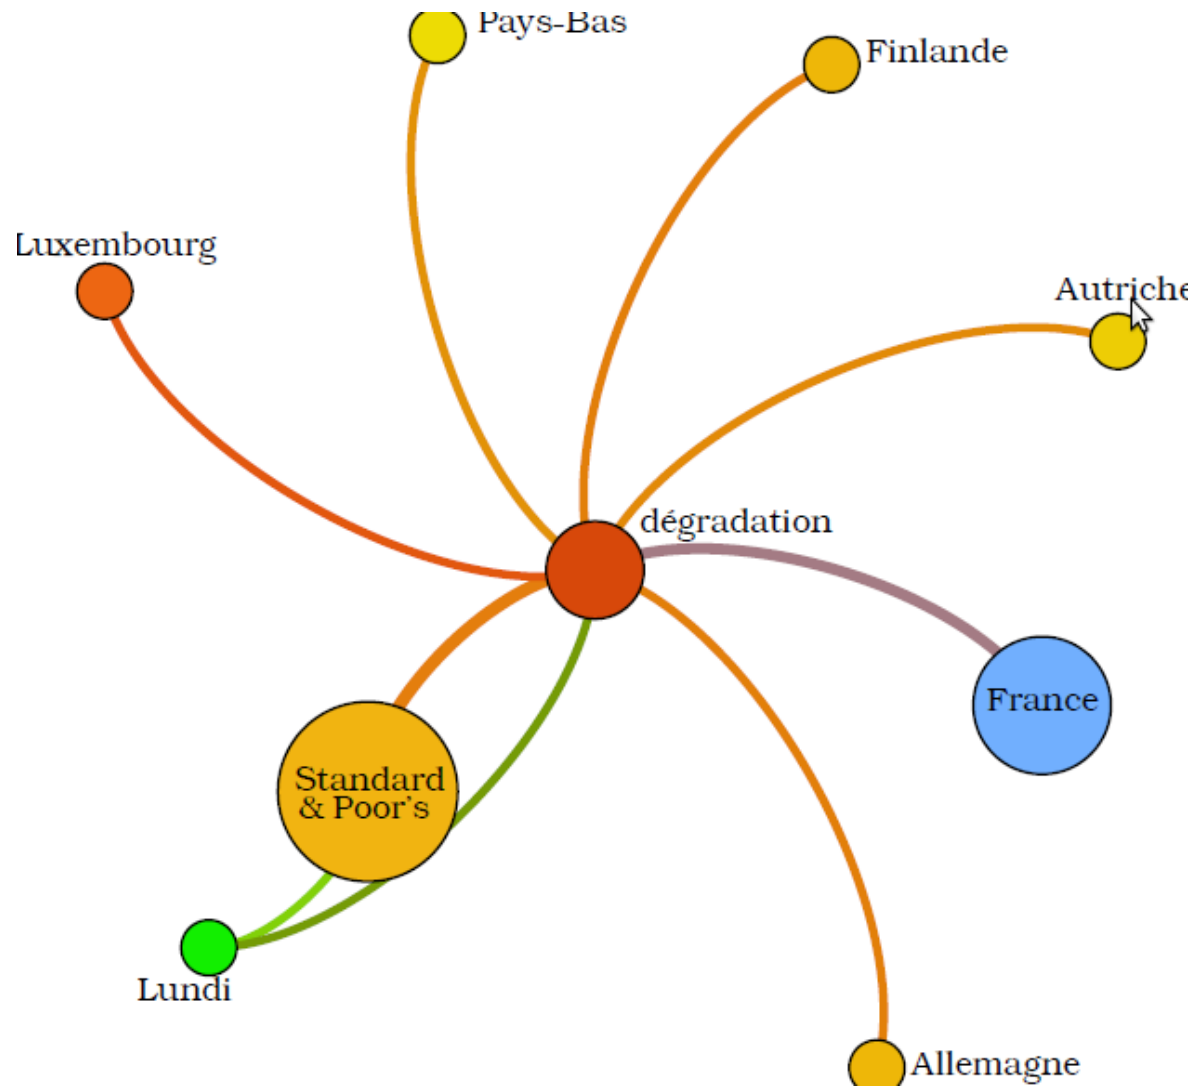 Pays-Bas
Finlande
Luxembourg
Autriche
dégradation
France
Standard
& Poor's
Lundi
Allemagne